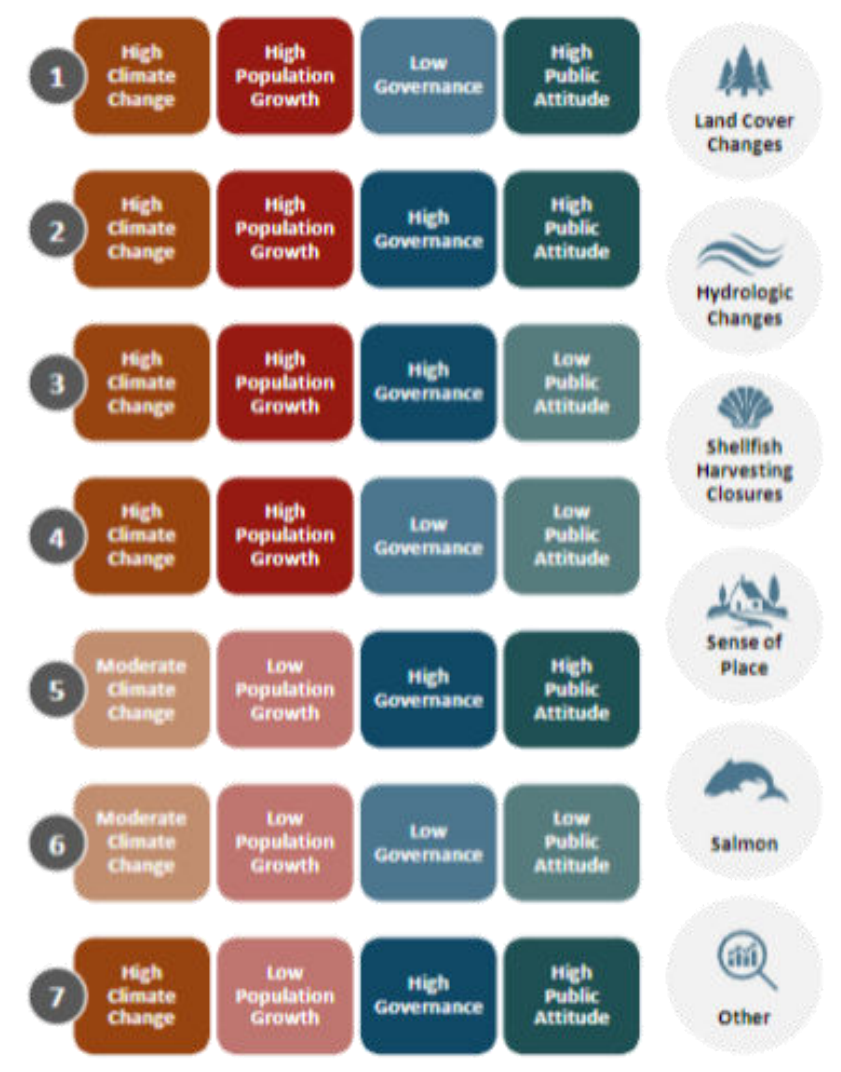 1
High
Climate
Change
High
Population
Growth
Low
Governance
High
Public
Attitude
2
High
Climate
Change
High
Population
Growth
High
Governance
High
Public
Attitude
3
High
Climate
Change
High
Population
Growth
High
Governance
Low
Public
Attitude
4
High
Climate
Change
High
Population
Growth
Low
Governance
Low
Public
Attitude
5
Moderate
Climate
Change
Low
Population
Growth
High
Governance
High
Public
Attitude
6
Moderate
Climate
Change
Low
Population
Growth
Low
Governance
Low
Public
Attitude
7
High
Climate
Change
Low
Population
Growth
High
Governance
High
Public
Attitude
Land Cover
Changes
Hydrologic
Changes
Shellfish
Harvesting
Closures
Sense of
Place
Salmon
Other